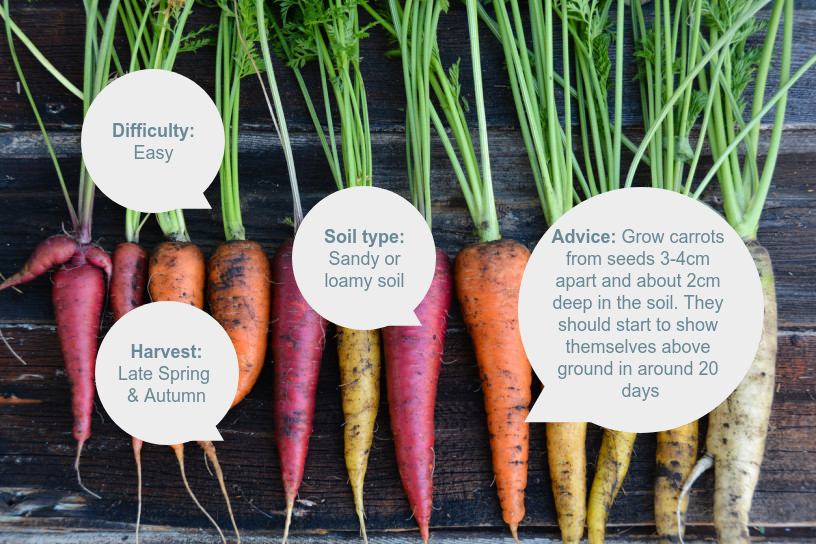 Difficulty:
Easy
Soil type:
Sandy or
loamy soil
Advice: Grow carrots
from seeds 3-4cm
apart and about 2cm
deep in the soil. They
should start to show
themselves above
ground in around 20
days
Harvest:
Late Spring
& Autumn